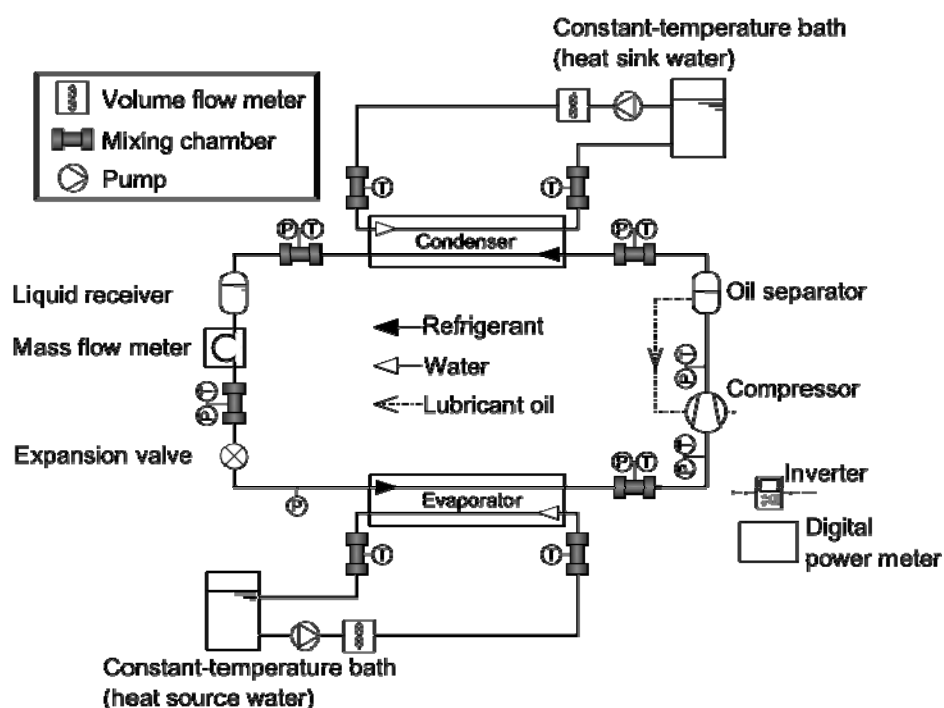 Constant-temperature bath
(heat sink water)
Volume flow meter
Mixing chamber
Pump
T
T
P T
Condenser
P T
Liquid receiver
Oil separator
Refrigerant
Mass flow meter
Water
T
P
T
P
Compressor
Lubricant oil
T
P
Expansion valve
P T
Inverter
P
Evaporator
Digital
power meter
T
T
Constant-temperature bath
(heat source water)